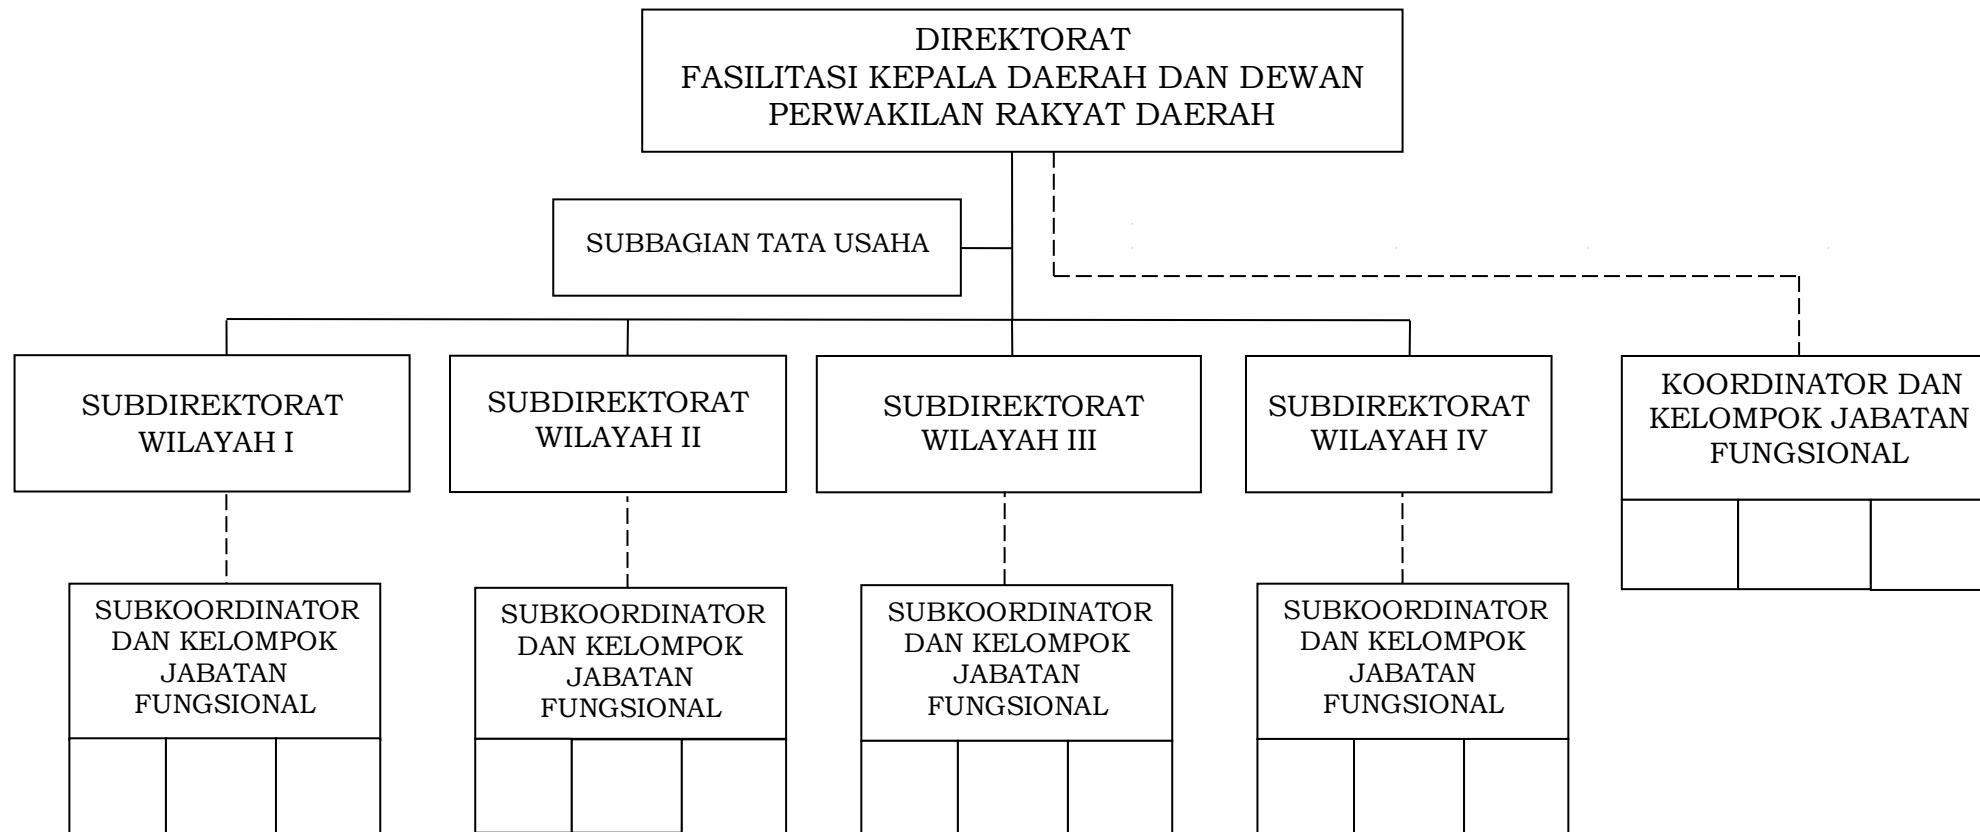 DIREKTORAT
FASILITASI KEPALA DAERAH DAN DEWAN
PERWAKILAN RAKYAT DAERAH
SUBBAGIAN TATA USAHA
SUBDIREKTORAT
WILAYAH I
SUBDIREKTORAT
WILAYAH II
SUBDIREKTORAT
WILAYAH III
SUBDIREKTORAT
WILAYAH IV
KOORDINATOR DAN
KELOMPOK JABATAN
FUNGSIONAL
SUBKOORDINATOR
DAN KELOMPOK
JABATAN
FUNGSIONAL
SUBKOORDINATOR
DAN KELOMPOK
JABATAN
FUNGSIONAL
SUBKOORDINATOR
DAN KELOMPOK
JABATAN
FUNGSIONAL
SUBKOORDINATOR
DAN KELOMPOK
JABATAN
FUNGSIONAL